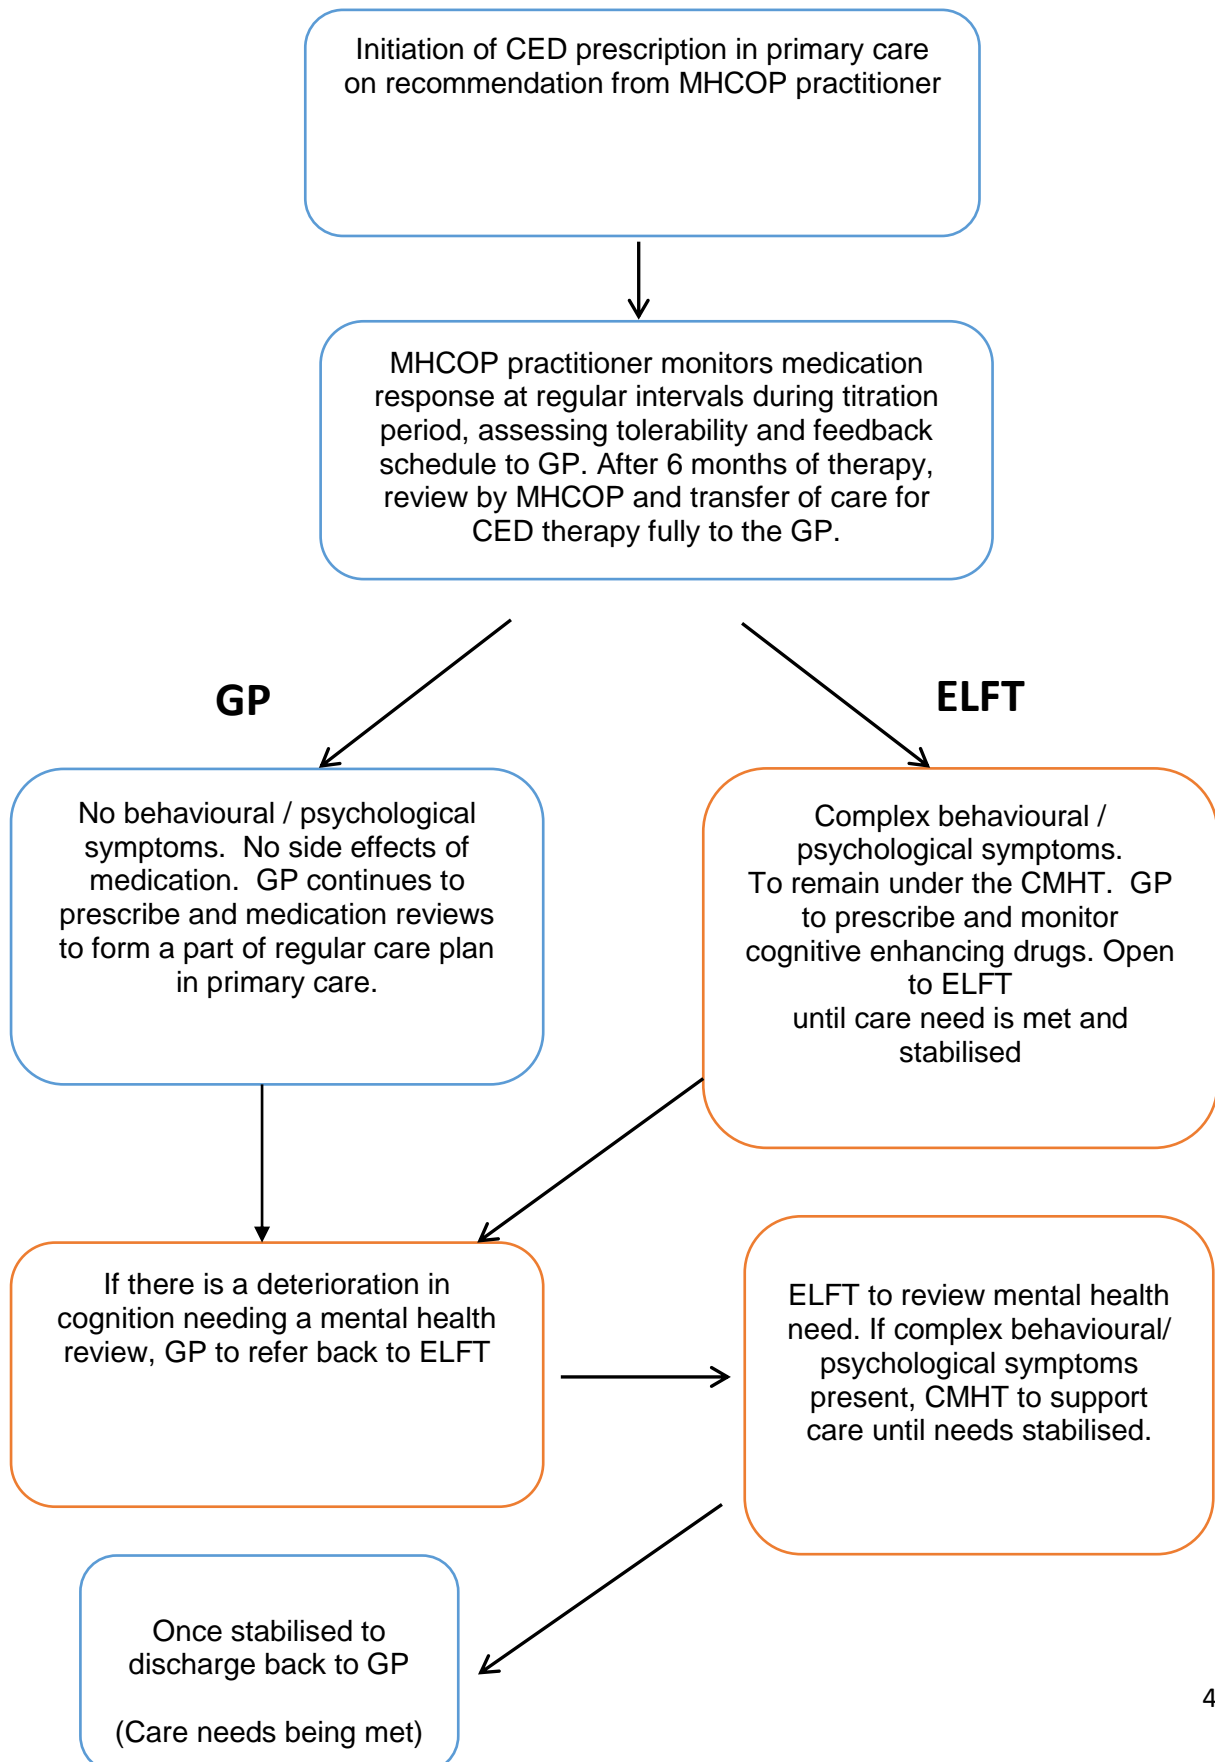 Initiation of CED prescription in primary care
on recommendation from MHCOP practitioner
MHCOP practitioner monitors medication
response at regular intervals during titration
period, assessing tolerability and feedback
schedule to GP. After 6 months of therapy,
review by MHCOP and transfer of care for
CED therapy fully to the GP.
GP
ELFT
No behavioural / psychological
symptoms. No side effects of
medication. GP continues to
prescribe and medication reviews
to form a part of regular care plan
in primary care.
Complex behavioural /
psychological symptoms.
To remain under the CMHT. GP
to prescribe and monitor
cognitive enhancing drugs. Open
to ELFT
until care need is met and
stabilised
If there is a deterioration in
cognition needing a mental health
review, GP to refer back to ELFT
ELFT to review mental health
need. If complex behavioural/
psychological symptoms
present, CMHT to support
care until needs stabilised.
Once stabilised to
discharge back to GP
(Care needs being met)
4